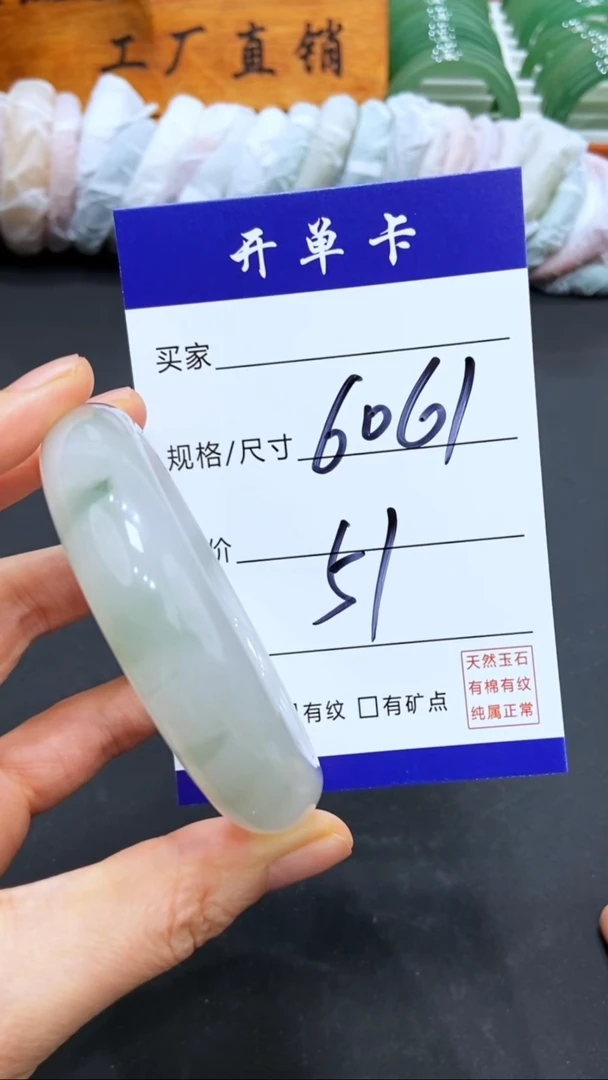 工厂直销
开单卡
买家
规格/尺寸 6061
价 51
有纹 □有矿点
天然玉石
有棉有纹
纯属正常